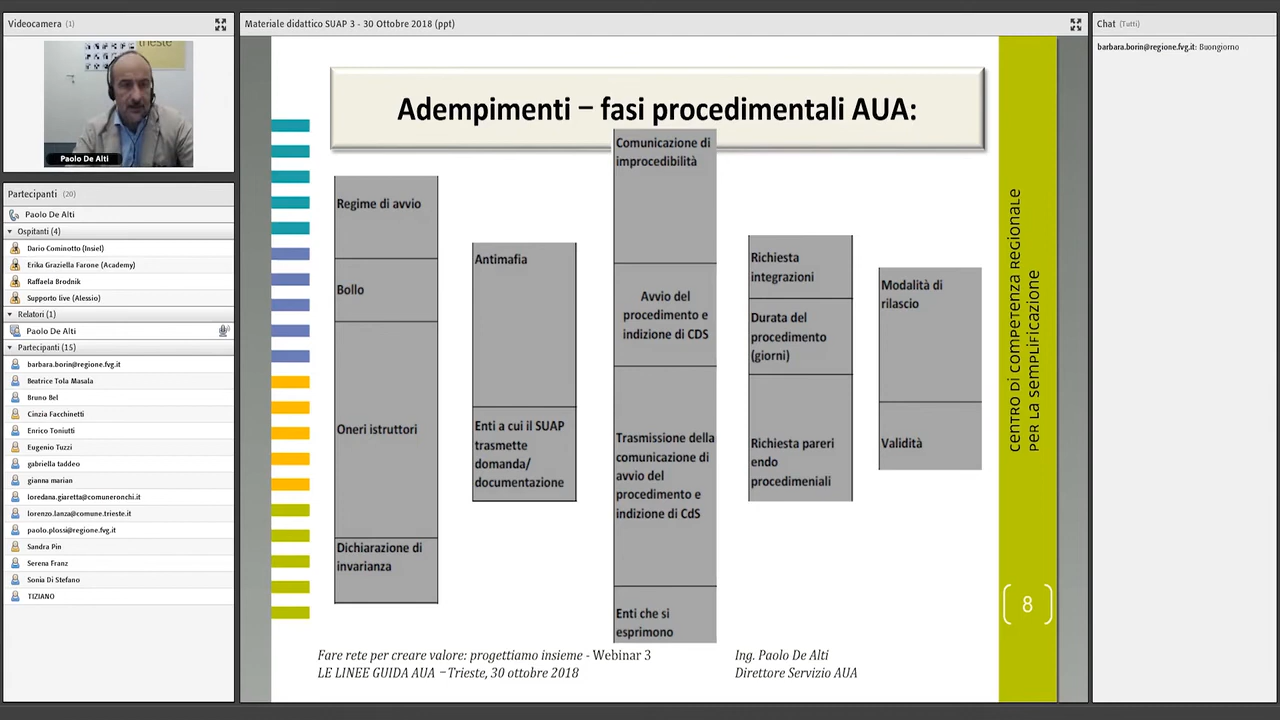 Videocamera (1)
trieste
Paolo De Alti
Partecipanti (20)
Paolo De Alti
Ospitanti (4)
Dario Cominotto (Insiel)
Erika Graziella Farone (Academy)
Raffaela Brodnik
Supporto live (Alessio)
Relatori (1)
Paolo De Alti
Partecipanti (15)
barbara.borin@regione.fvg.it
Beatrice Tola Masala
Bruno Bel
Cinzia Facchinetti
Enrico Toniutti
Eugenio Tuzzi
gabriella taddeo
gianna marian
loredana.giaretta@comuneronchi.it
lorenzo.lanza@comune.trieste.it
paolo.plossi@regione.fvg.it
Sandra Pin
Serena Franz
Sonia Di Stefano
TIZIANO
Materiale didattico SUAP 3 - 30 Ottobre 2018 (ppt)
Adempimenti – fasi procedimentali AUA:
Regime di avvio
Bollo
Oneri istruttori
Dichiarazione di
invarianza
Antimafia
Enti a cui il SUAP
trasmette
domanda/
documentazione
Comunicazione di
improcedibilità
Avvio del
procedimento e
indizione di CDS
Trasmissione della
comunicazione di
avvio del
procedimento e
indizione di CdS
Enti che si
esprimono
Richiesta
integrazioni
Durata del
procedimento
(giorni)
Richiesta pareri
endo
procedimeniali
Modalità di
rilascio
Validità
CENTRO DI COMPETENZA REGIONALE
PER LA SEMPLIFICAZIONE
8
Fare rete per creare valore: progettiamo insieme - Webinar 3
LE LINEE GUIDA AUA – Trieste, 30 ottobre 2018
Ing. Paolo De Alti
Direttore Servizio AUA
Chat (Tutti)
barbara.borin@regione.fvg.it: Buongiorno